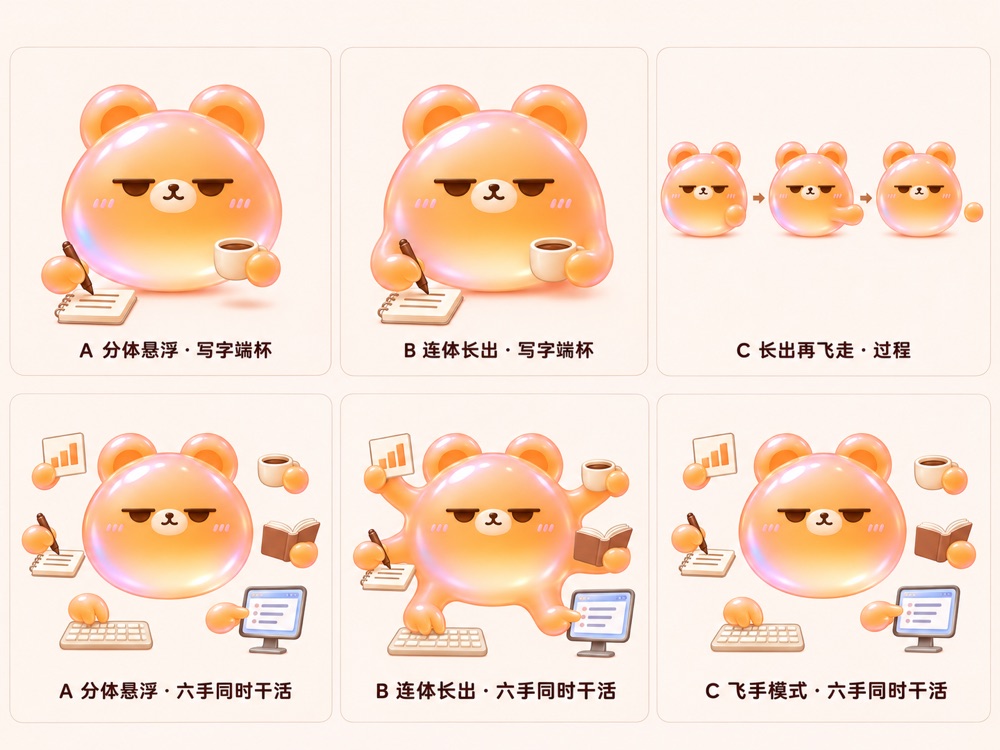 A 分体悬浮·写字端杯
B 连体长出·写字端杯
C 长出再飞走·过程
A 分体悬浮·六手同时干活
B 连体长出·六手同时干活
C 飞手模式·六手同时干活